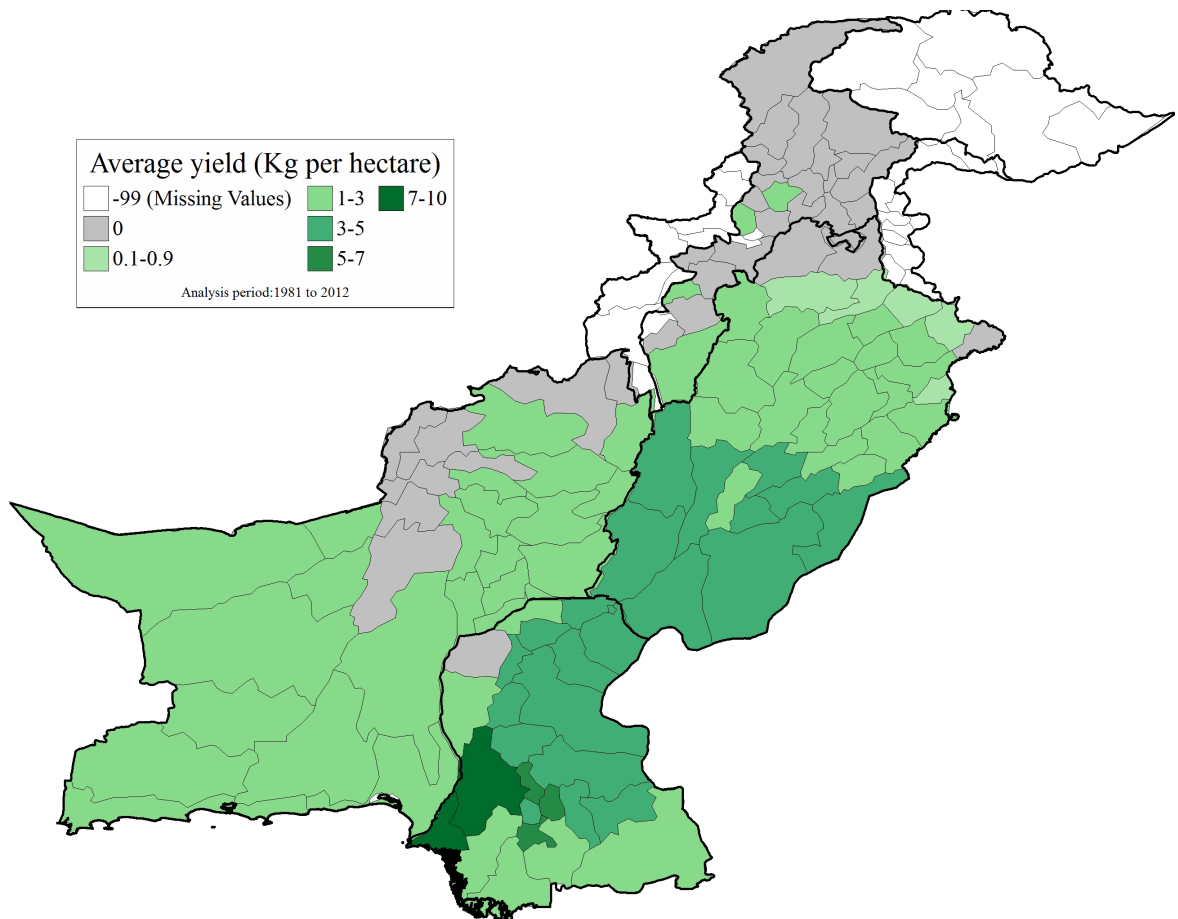 Average yield (Kg per hectare)
-99 (Missing Values)
1-3
7-10
0
3-5
0.1-0.9
5-7
Analysis period:1981 to 2012